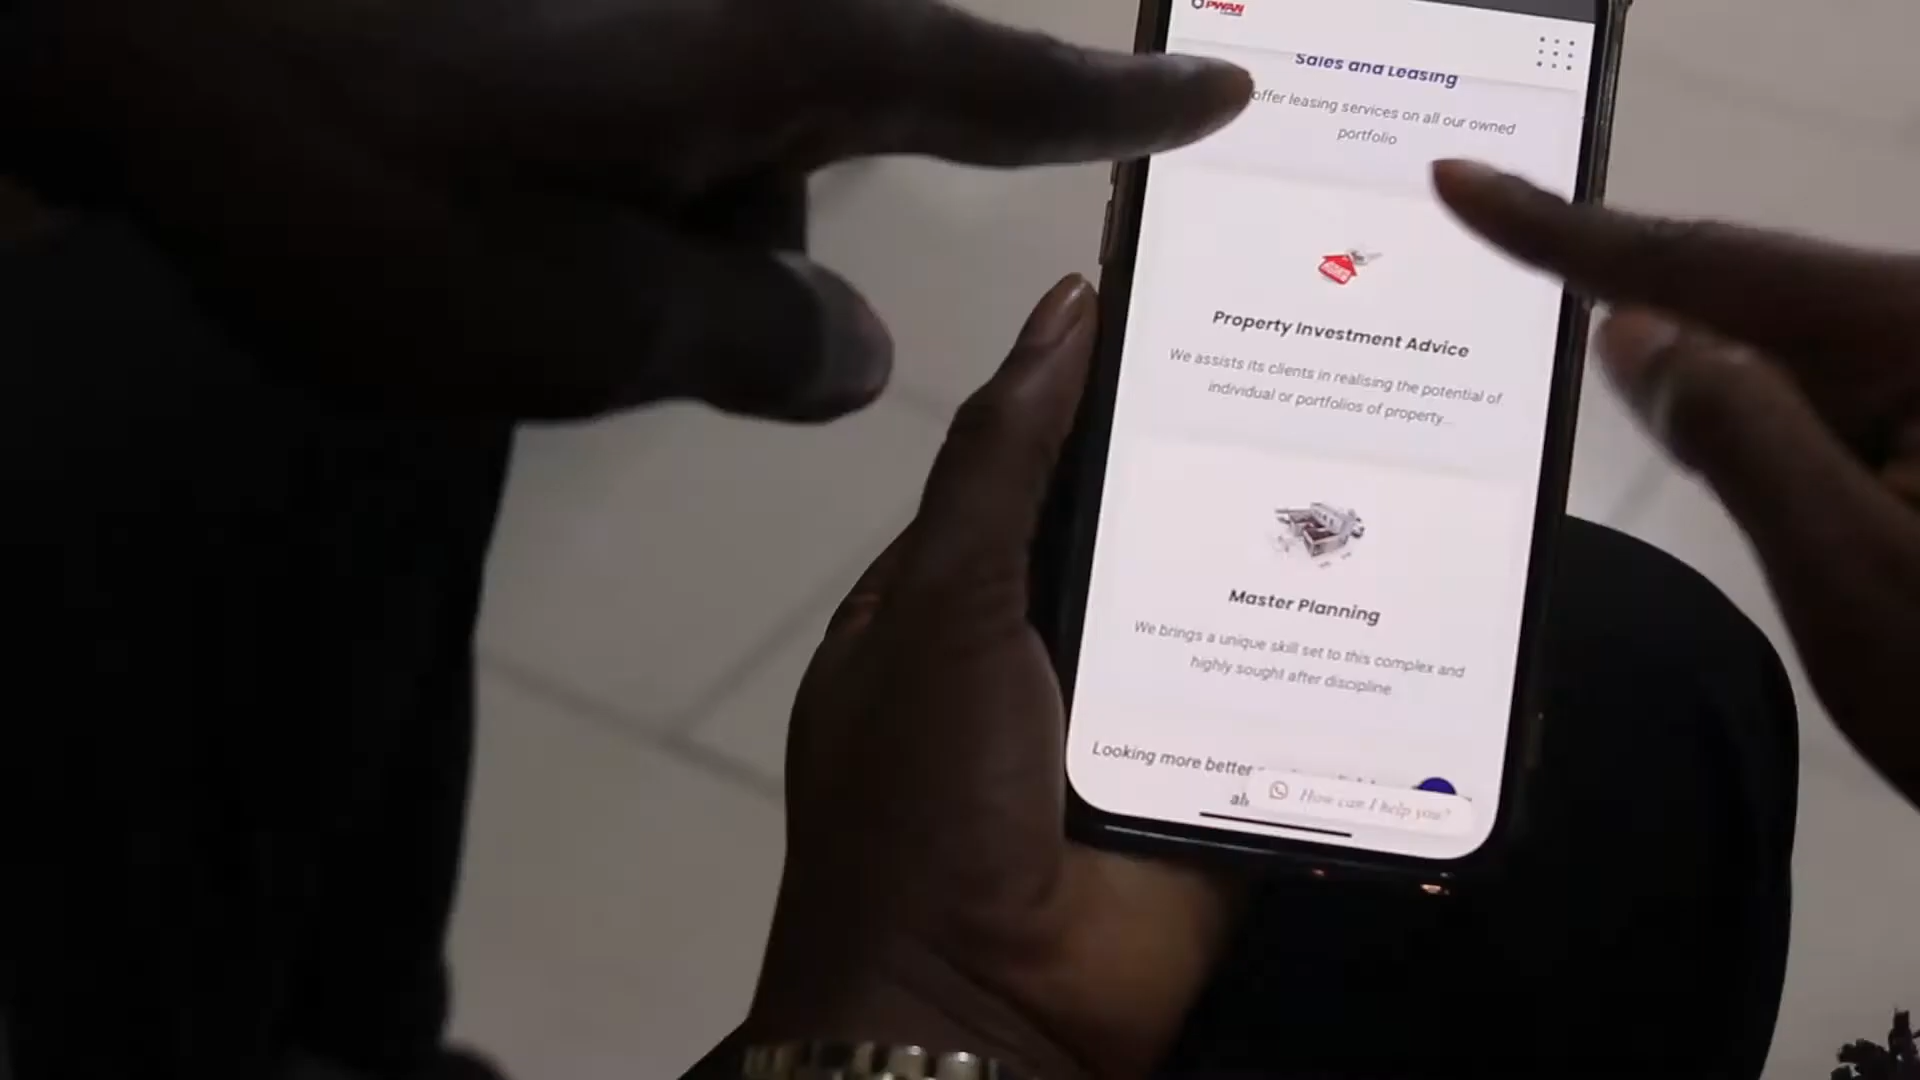 PWAN
Sales and Leasing
offer leasing services on all our owned
portfolio
Property Investment Advice
We assists its clients in realising the potential of
individual or portfolios of property...
Master Planning
We brings a unique skill set to this complex and
highly sought after discipline
Looking more better
How can I help you?